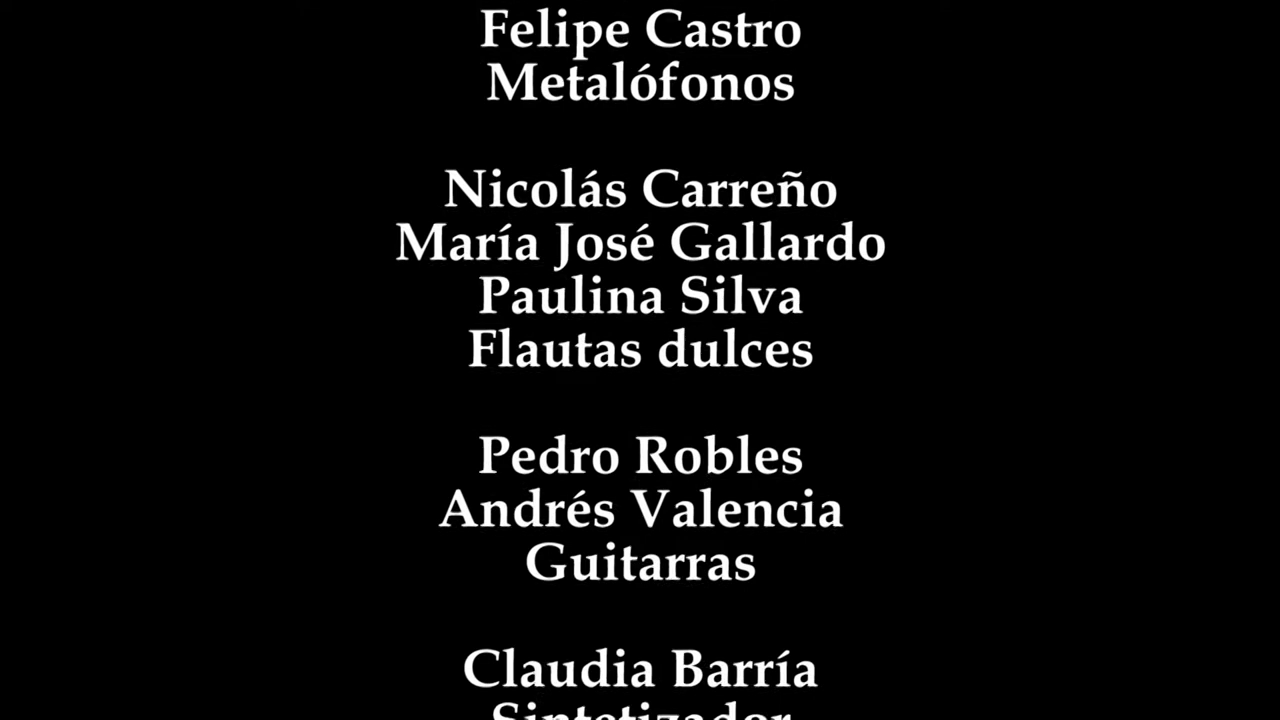 Felipe Castro
Metalófonos
Nicolás Carreño
María José Gallardo
Paulina Silva
Flautas dulces
Pedro Robles
Andrés Valencia
Guitarras
Claudia Barría
Sintetizador